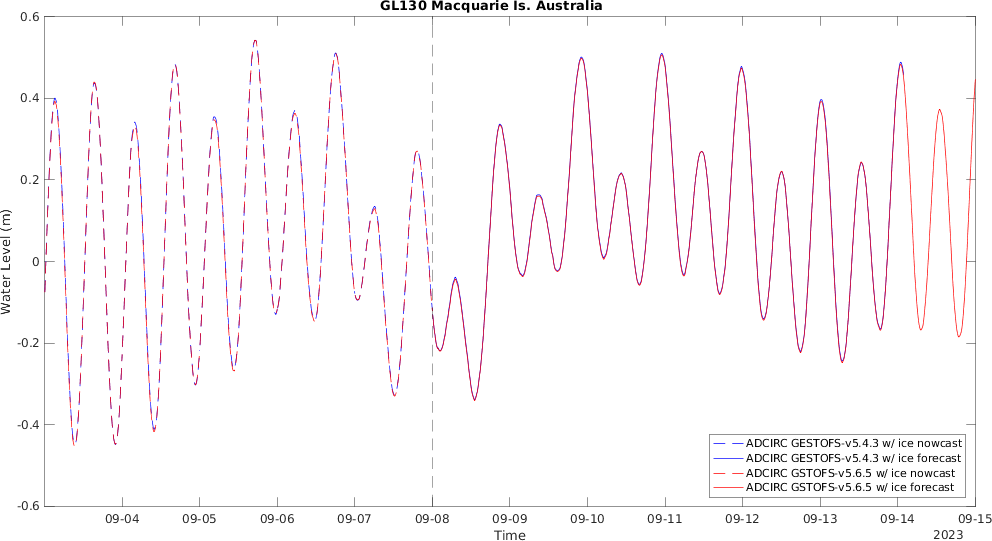 GL130 Macquarie Is. Australia
0.6
0.4
0.2
0
-0.2
-0.4
-0.6
Water Level (m)
ADCIRC GESTOFS-v5.4.3 w/ ice nowcast
ADCIRC GESTOFS-v5.4.3 w/ ice forecast
ADCIRC GSTOFS-v5.6.5 w/ ice nowcast
ADCIRC GSTOFS-v5.6.5 w/ ice forecast
09-04 09-05 09-06 09-07 09-08 09-09 09-10 09-11 09-12 09-13 09-14 09-15
Time
2023